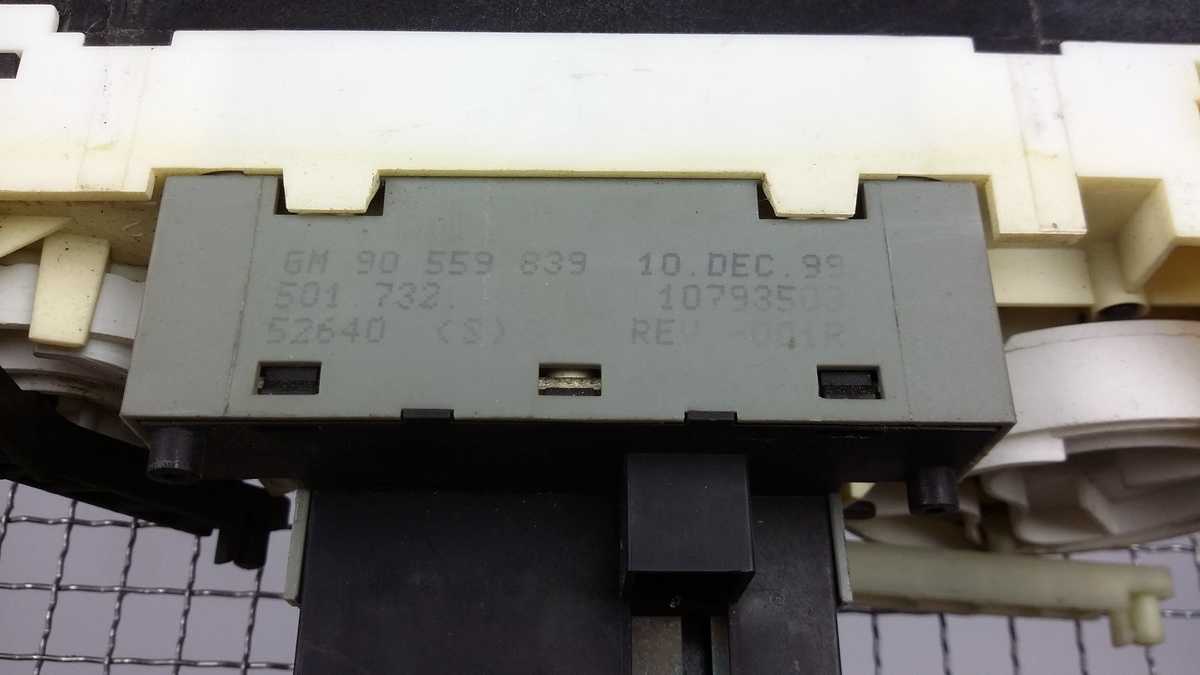 GM 90 559 839 10.DEC.99
501 732. 10793503
52640 (S) REV -001R